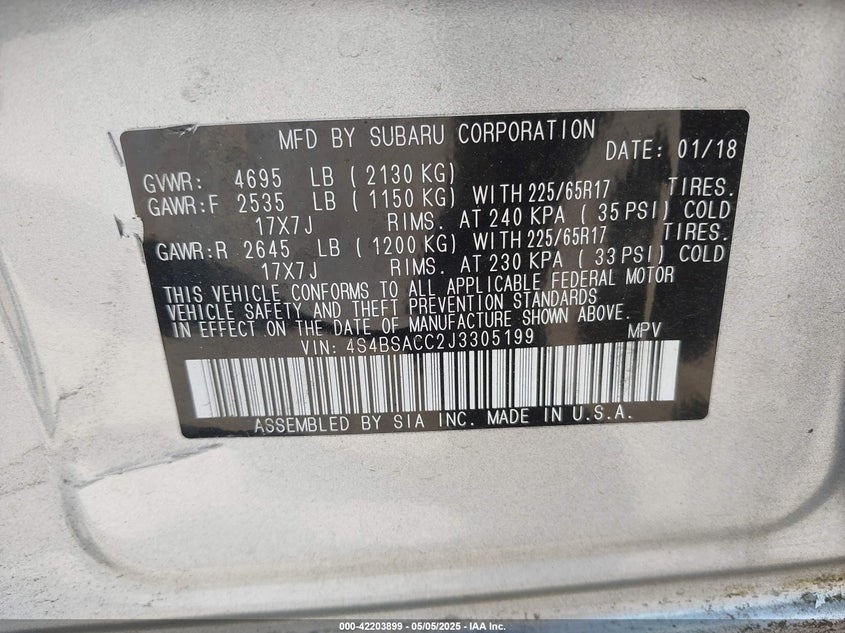 MFD BY SUBARU CORPORATION
DATE: 01/18
GVWR: 4695 LB ( 2130 KG)
GAWR:F 2535 LB ( 1150 KG) WITH 225/65R17 TIRES.
17X7J RIMS. AT 240 KPA ( 35 PSI) COLD
GAWR:R 2645 LB ( 1200 KG) WITH 225/65R17 TIRES.
17X7J RIMS. AT 230 KPA ( 33 PSI) COLD
THIS VEHICLE CONFORMS TO ALL APPLICABLE FEDERAL MOTOR
VEHICLE SAFETY AND THEFT PREVENTION STANDARDS
IN EFFECT ON THE DATE OF MANUFACTURE SHOWN ABOVE.
VIN: 4S4BSACC2J3305199 MPV
ASSEMBLED BY SIA INC. MADE IN U.S.A.
000-42203899 - 05/05/2025 - IAA Inc.